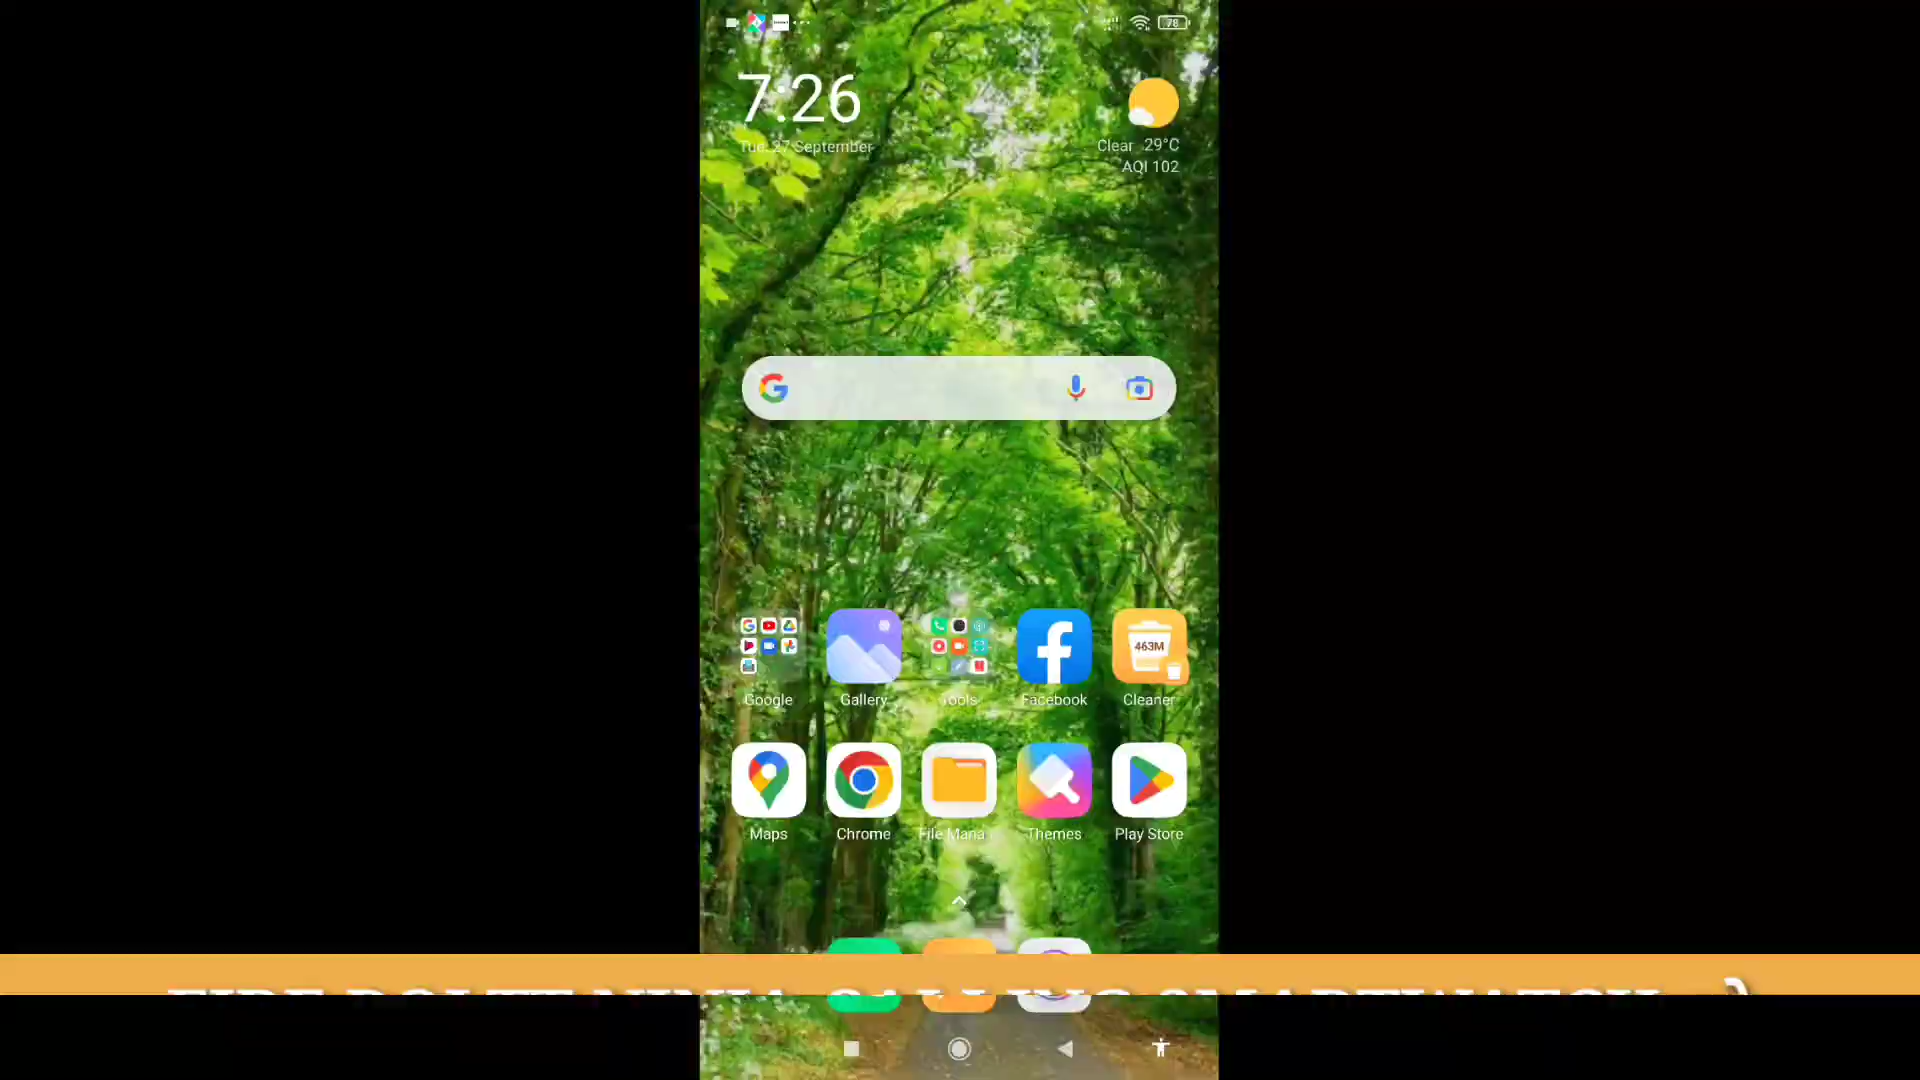 78
7:26
Tue, 27 September
Clear 29°C
AQI 102
463M
Google Gallery Tools Facebook Cleaner
Maps Chrome File Mana Themes Play Store